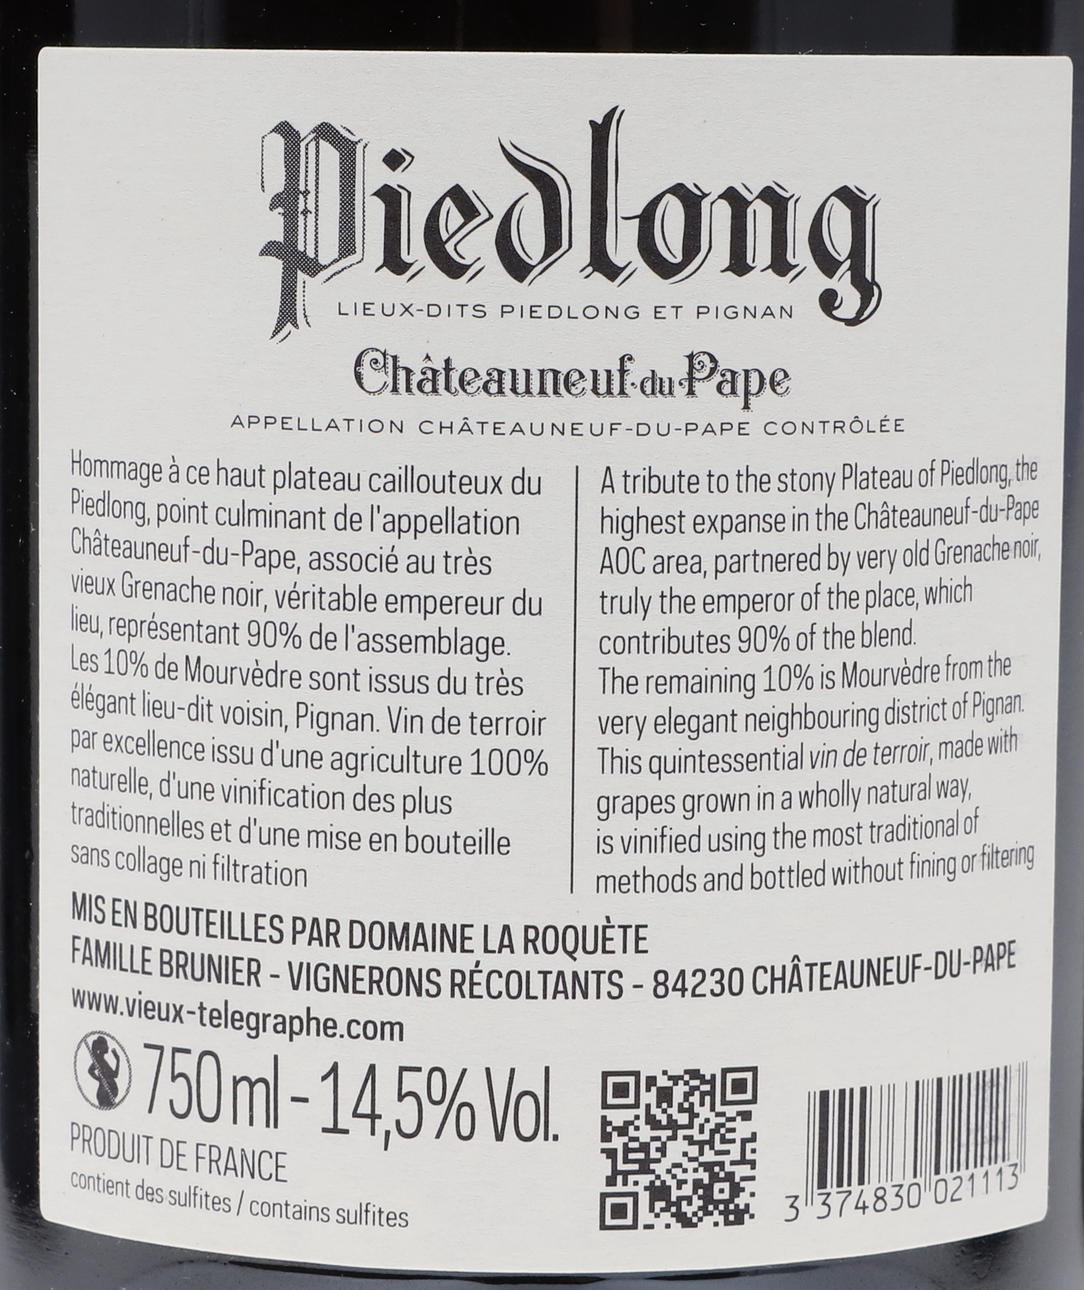 Piedlong
LIEUX-DITS PIEDLONG ET PIGNAN
Châteauneuf·du·Pape
APPELLATION CHÂTEAUNEUF-DU-PAPE CONTRÔLÉE
Hommage à ce haut plateau caillouteux du
Piedlong, point culminant de l'appellation
Châteauneuf-du-Pape, associé au très
vieux Grenache noir, véritable empereur du
lieu, représentant 90% de l'assemblage.
Les 10% de Mourvèdre sont issus du très
élégant lieu-dit voisin, Pignan. Vin de terroir
par excellence issu d'une agriculture 100%
naturelle, d'une vinification des plus
traditionnelles et d'une mise en bouteille
sans collage ni filtration
A tribute to the stony Plateau of Piedlong, the
highest expanse in the Châteauneuf-du-Pape
AOC area, partnered by very old Grenache noir,
truly the emperor of the place, which
contributes 90% of the blend.
The remaining 10% is Mourvèdre from the
very elegant neighbouring district of Pignan.
This quintessential vin de terroir, made with
grapes grown in a wholly natural way,
is vinified using the most traditional of
methods and bottled without fining or filtering
MIS EN BOUTEILLES PAR DOMAINE LA ROQUÈTE
FAMILLE BRUNIER - VIGNERONS RÉCOLTANTS - 84230 CHÂTEAUNEUF-DU-PAPE
www.vieux-telegraphe.com
750 ml - 14,5% Vol.
PRODUIT DE FRANCE
contient des sulfites / contains sulfites
3 374830 021113